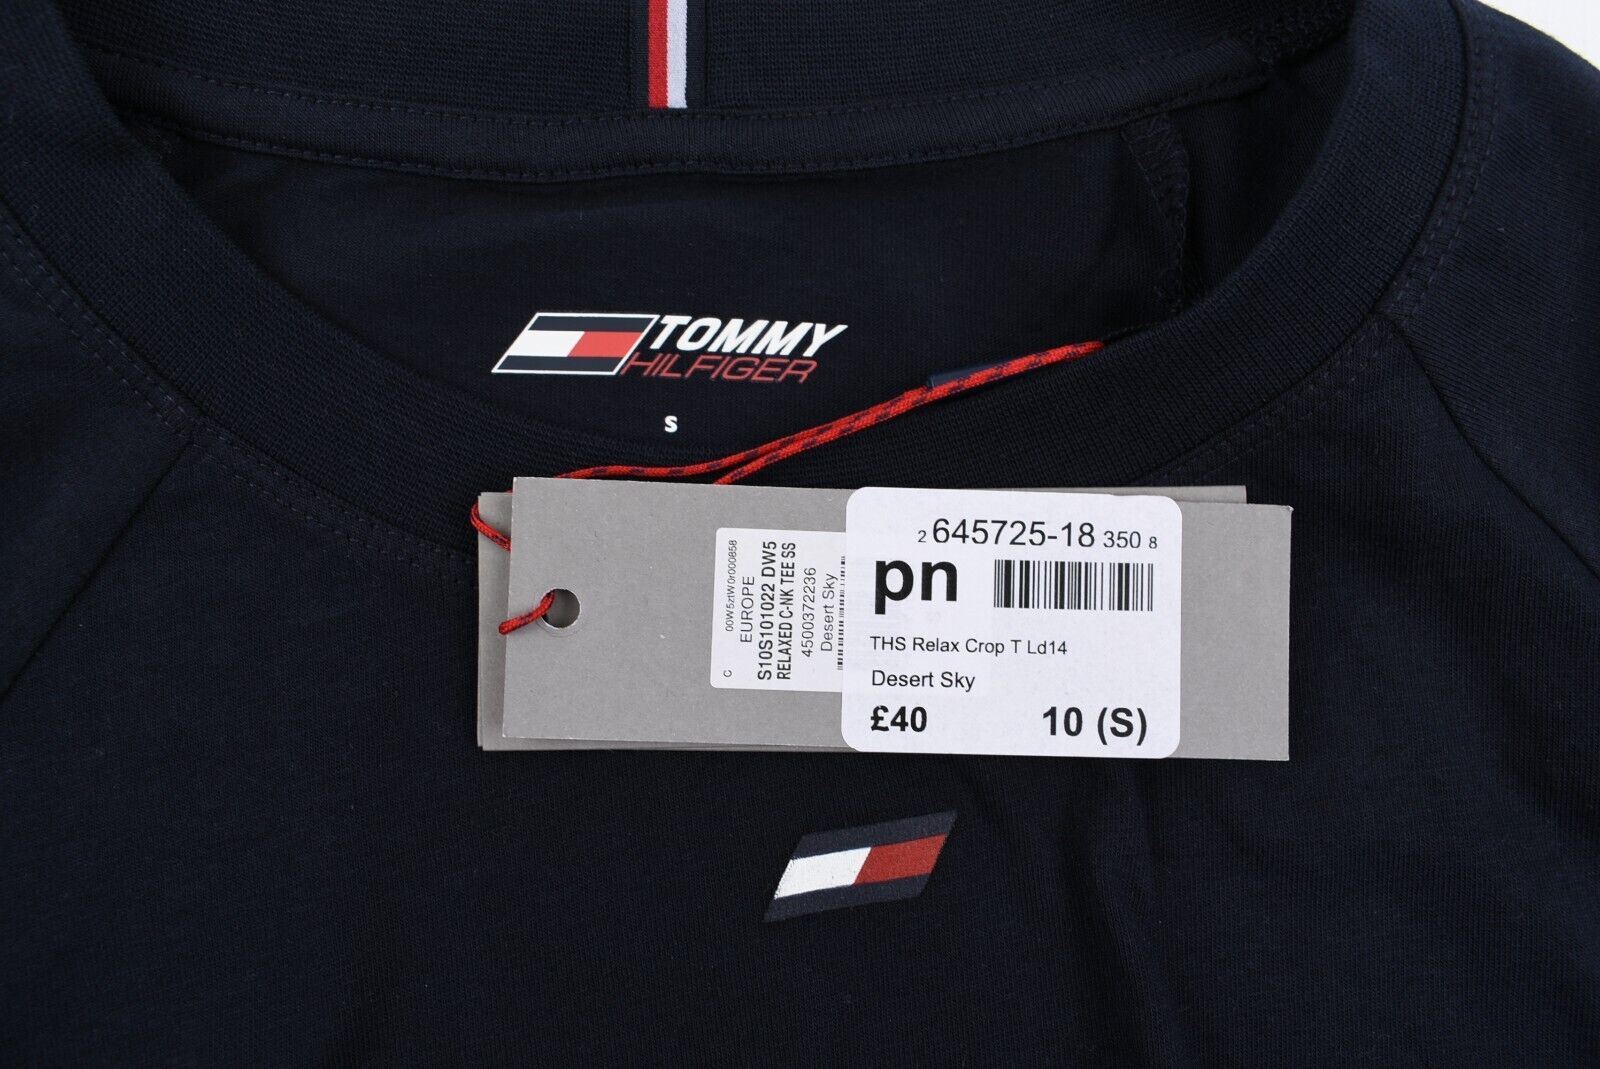 TOMMY
HILFIGER
S
C 00W5ztW0r000858
EUROPE
S10S101022 DW5
RELAXED C-NK TEE SS
4500372236
Desert Sky
2 645725-18 350 8
pn
THS Relax Crop T Ld14
Desert Sky
£40 10 (S)